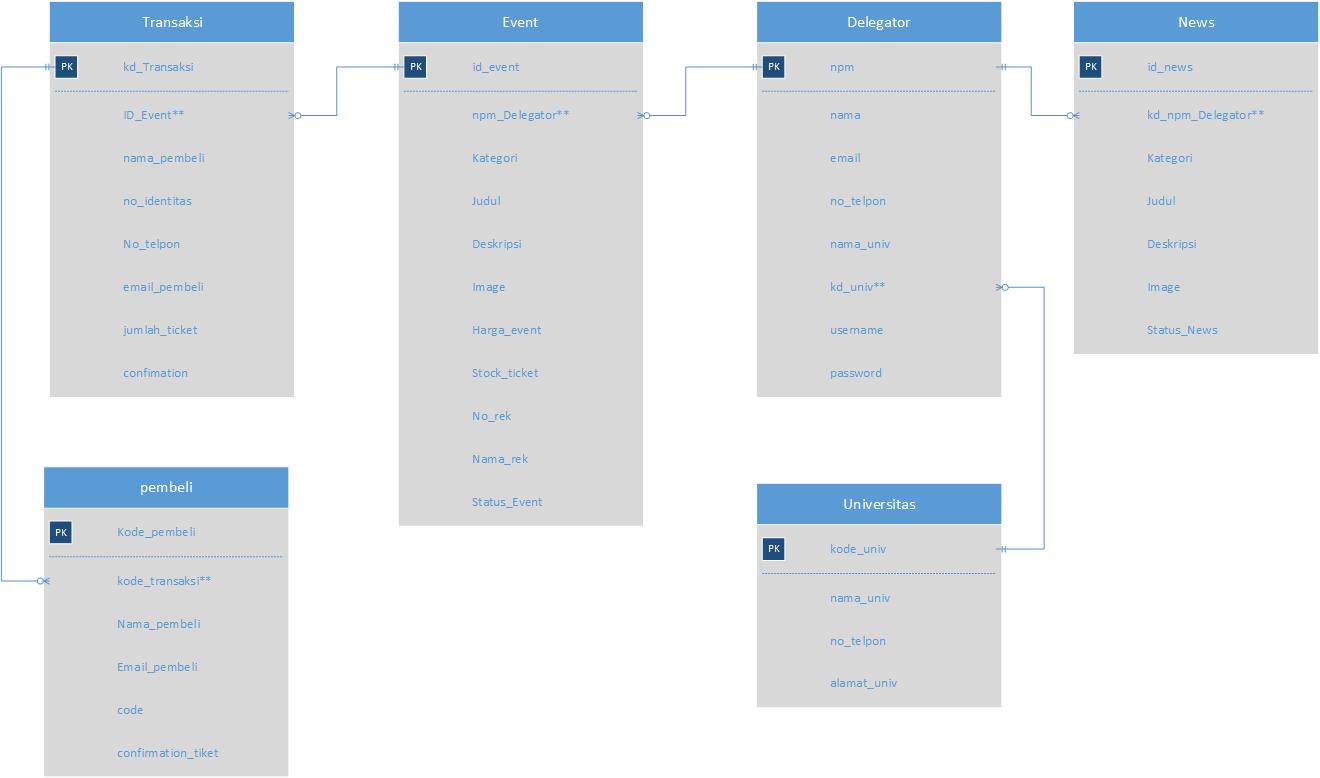 Transaksi
PK kd_Transaksi
ID_Event**
nama_pembeli
no_identitas
No_telpon
email_pembeli
jumlah_ticket
confimation
Event
PK id_event
npm_Delegator**
Kategori
Judul
Deskripsi
Image
Harga_event
Stock_ticket
No_rek
Nama_rek
Status_Event
Delegator
PK npm
nama
email
no_telpon
nama_univ
kd_univ**
username
password
News
PK id_news
kd_npm_Delegator**
Kategori
Judul
Deskripsi
Image
Status_News
pembeli
PK Kode_pembeli
kode_transaksi**
Nama_pembeli
Email_pembeli
code
confirmation_tiket
Universitas
PK kode_univ
nama_univ
no_telpon
alamat_univ